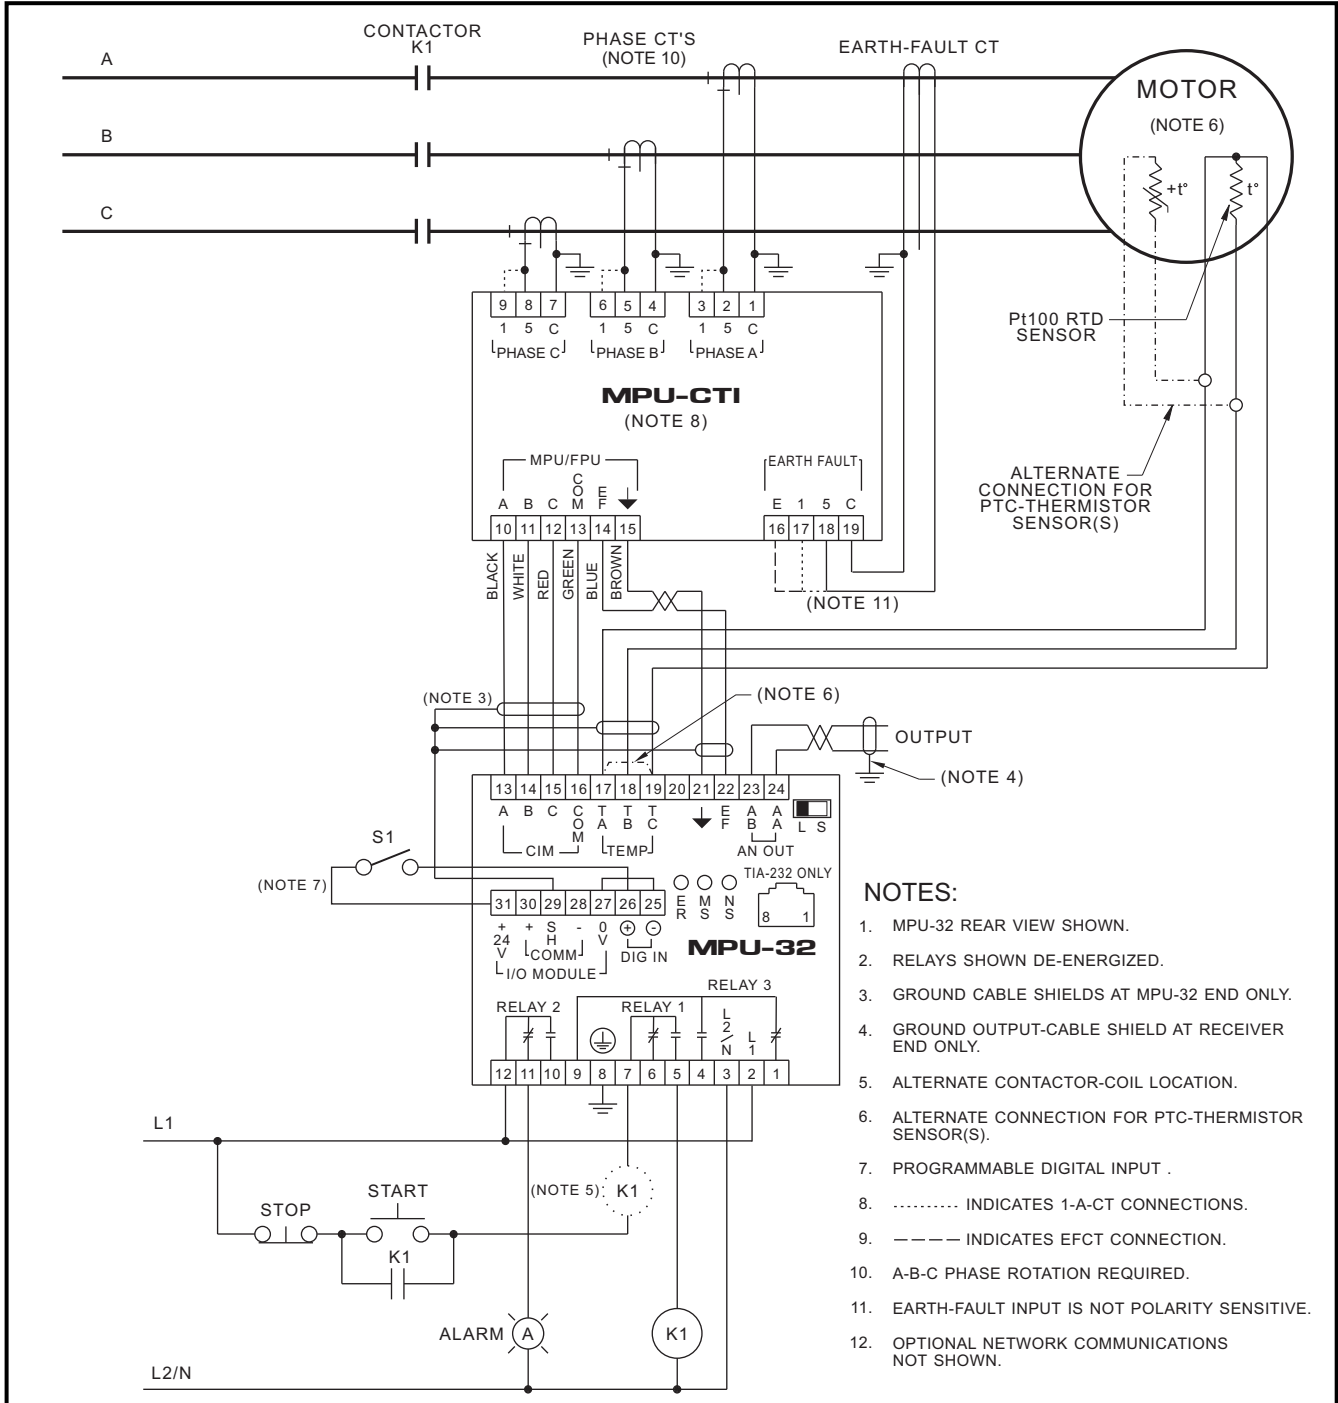 CONTACTOR
K1
PHASE CT'S
(NOTE 10)
EARTH-FAULT CT
A
B
C
MOTOR
(NOTE 6)
+t°
t°
Pt100 RTD
SENSOR
ALTERNATE
CONNECTION FOR
PTC-THERMISTOR
SENSOR(S)
9 8 7 6 5 4 3 2 1
1 5 C 1 5 C 1 5 C
PHASE C PHASE B PHASE A
MPU-CTI
(NOTE 8)
MPU/FPU
EARTH FAULT
A B C COM EF
E 1 5 C
10 11 12 13 14 15
16 17 18 19
BLACK
WHITE
RED
GREEN
BLUE
BROWN
(NOTE 11)
(NOTE 3)
(NOTE 6)
OUTPUT
(NOTE 4)
13 14 15 16 17 18 19 20 21 22 23 24
A B C COM TA TB TC EF AB AA
L S
CIM TEMP AN OUT
S1
(NOTE 7)
TIA-232 ONLY
8 1
ER MS NS
31 30 29 28 27 26 25
+24V + SH - 0V + -
COMM DIG IN
I/O MODULE
MPU-32
RELAY 3
RELAY 2 RELAY 1
L2/N L1
12 11 10 9 8 7 6 5 4 3 2 1
L1
STOP
START
K1
(NOTE 5) K1
ALARM A
K1
L2/N
NOTES:
1. MPU-32 REAR VIEW SHOWN.
2. RELAYS SHOWN DE-ENERGIZED.
3. GROUND CABLE SHIELDS AT MPU-32 END ONLY.
4. GROUND OUTPUT-CABLE SHIELD AT RECEIVER
END ONLY.
5. ALTERNATE CONTACTOR-COIL LOCATION.
6. ALTERNATE CONNECTION FOR PTC-THERMISTOR
SENSOR(S).
7. PROGRAMMABLE DIGITAL INPUT .
8. ·········· INDICATES 1-A-CT CONNECTIONS.
9. ———— INDICATES EFCT CONNECTION.
10. A-B-C PHASE ROTATION REQUIRED.
11. EARTH-FAULT INPUT IS NOT POLARITY SENSITIVE.
12. OPTIONAL NETWORK COMMUNICATIONS
NOT SHOWN.